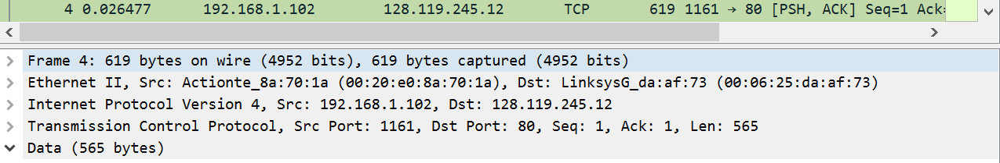 4 0.026477 192.168.1.102 128.119.245.12 TCP 619 1161 → 80 [PSH, ACK] Seq=1 Ack=
Frame 4: 619 bytes on wire (4952 bits), 619 bytes captured (4952 bits)
Ethernet II, Src: Actionte_8a:70:1a (00:20:e0:8a:70:1a), Dst: LinksysG_da:af:73 (00:06:25:da:af:73)
Internet Protocol Version 4, Src: 192.168.1.102, Dst: 128.119.245.12
Transmission Control Protocol, Src Port: 1161, Dst Port: 80, Seq: 1, Ack: 1, Len: 565
Data (565 bytes)